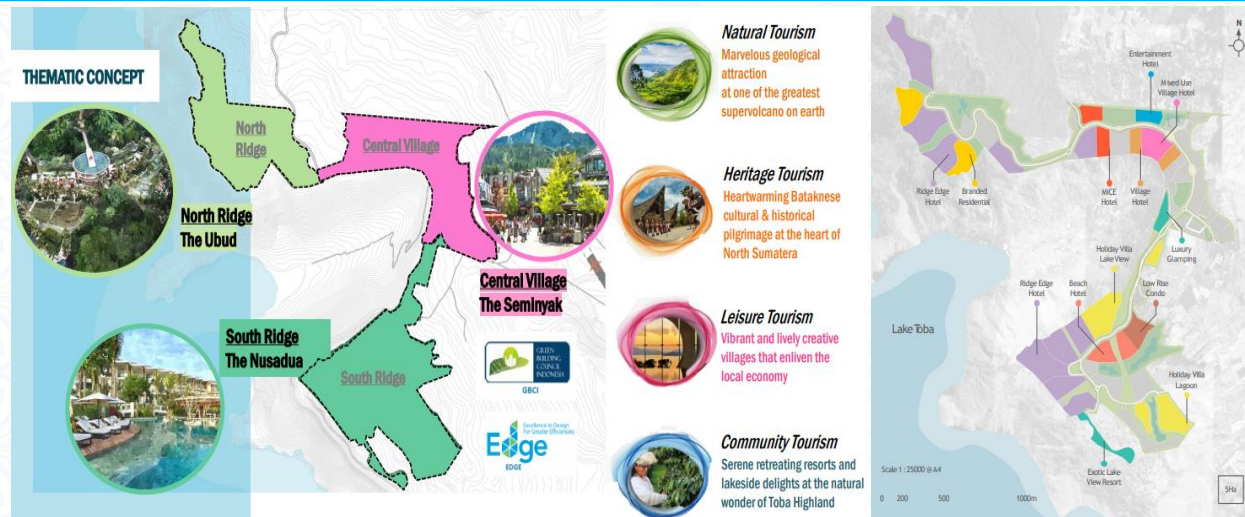 THEMATIC CONCEPT
North
Ridge
Central Village
North Ridge
The Ubud
Central Village
The Seminyak
South Ridge
The Nusadua
South Ridge
GREEN
BUILDING
COUNCIL
INDONESIA
GBCI
Edge
Excellence in Design
For Greater Efficiencies
EDGE
Natural Tourism
Marvelous geological
attraction
at one of the greatest
supervolcano on earth
Heritage Tourism
Heartwarming Bataknese
cultural & historical
pilgrimage at the heart of
North Sumatera
Leisure Tourism
Vibrant and lively creative
villages that enliven the
local economy
Community Tourism
Serene retreating resorts and
lakeside delights at the natural
wonder of Toba Highland
N
Entertainment
Hotel
Mixed Use
Village Hotel
Ridge Edge
Hotel
Branded
Residential
MICE
Hotel
Village
Hotel
Luxury
Glamping
Holiday Villa
Lake View
Ridge Edge
Hotel
Beach
Hotel
Low Rise
Condo
Lake Toba
Holiday Villa
Lagoon
Exotic Lake
View Resort
Scale 1 : 25000 @ A4
0 200 500 1000m
5Ha